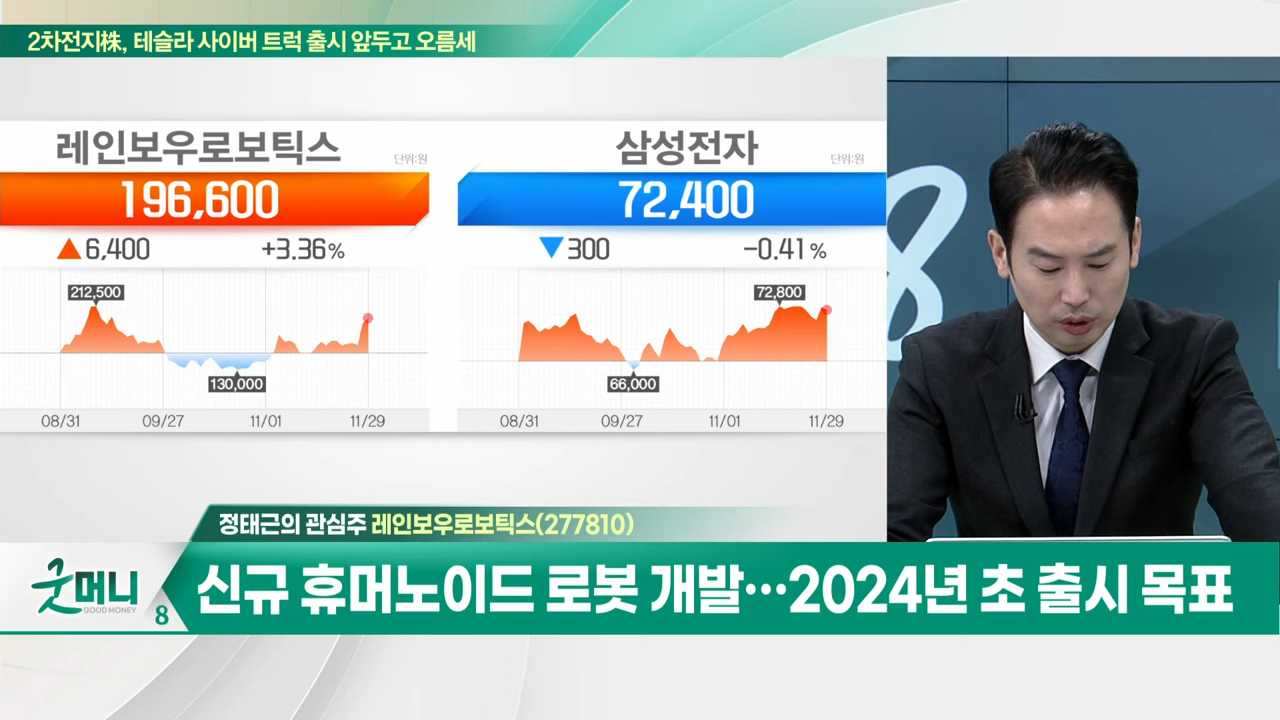 2차전지株, 테슬라 사이버 트럭 출시 앞두고 오름세
레인보우로보틱스
단위:원
196,600
▲6,400 +3.36%
212,500
130,000
08/31 09/27 11/01 11/29
삼성전자
단위:원
72,400
▼300 -0.41%
72,800
66,000
08/31 09/27 11/01 11/29
8
정태근의 관심주 레인보우로보틱스(277810)
굿머니
GOOD MONEY
8
신규 휴머노이드 로봇 개발…2024년 초 출시 목표